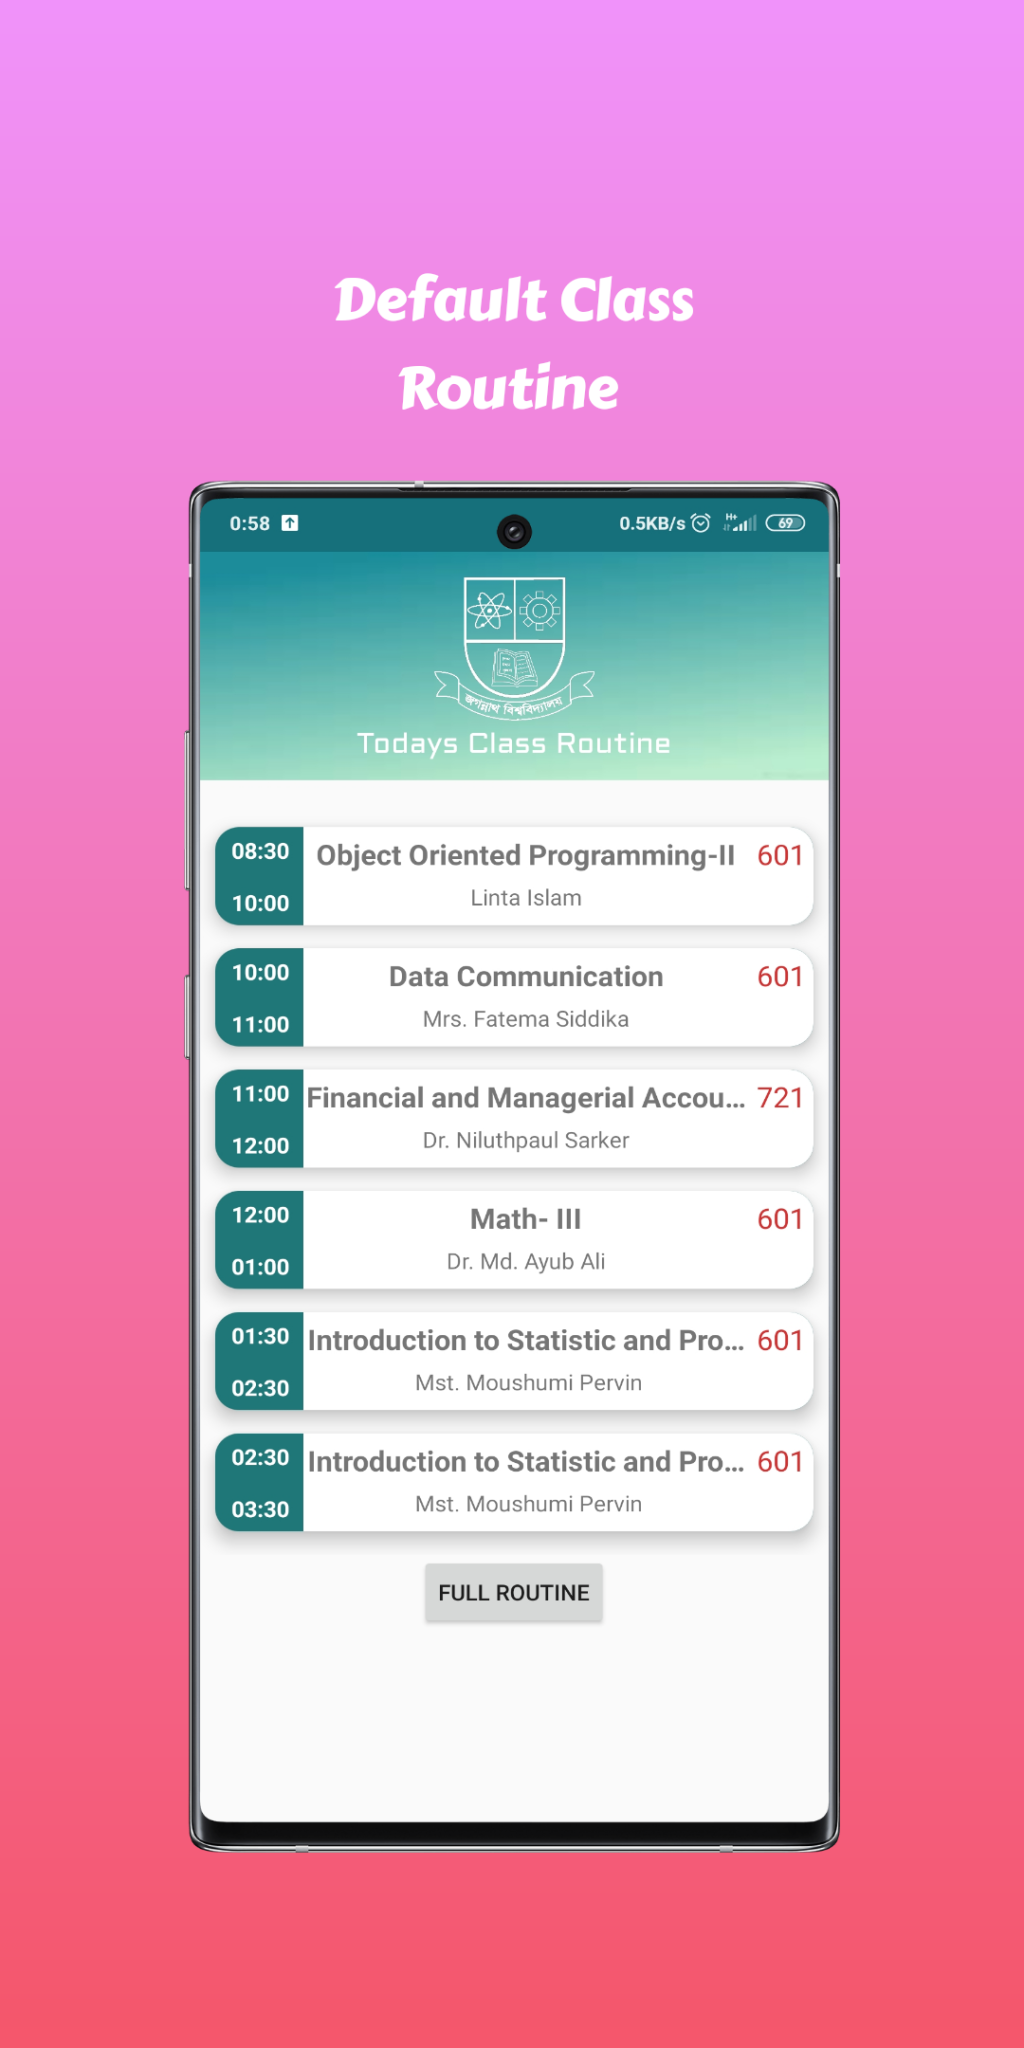 Default Class
Routine
0:58
0.5KB/s
H+
69
জগন্নাথ বিশ্ববিদ্যালয়
Todays Class Routine
08:30
Object Oriented Programming-II
601
Linta Islam
10:00
10:00
Data Communication
601
Mrs. Fatema Siddika
11:00
11:00
Financial and Managerial Accou...
721
Dr. Niluthpaul Sarker
12:00
12:00
Math- III
601
Dr. Md. Ayub Ali
01:00
01:30
Introduction to Statistic and Pro...
601
Mst. Moushumi Pervin
02:30
02:30
Introduction to Statistic and Pro...
601
Mst. Moushumi Pervin
03:30
FULL ROUTINE